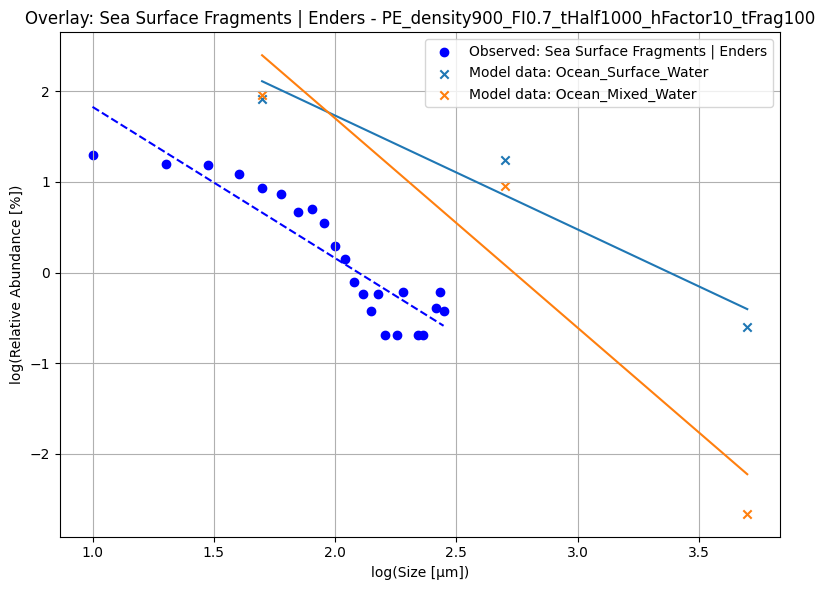 Overlay: Sea Surface Fragments | Enders - PE_density900_FI0.7_tHalf1000_hFactor10_tFrag100
Observed: Sea Surface Fragments | Enders
Model data: Ocean_Surface_Water
Model data: Ocean_Mixed_Water
log(Relative Abundance [%])
2
1
0
−1
−2
1.0
1.5
2.0
2.5
3.0
3.5
log(Size [µm])